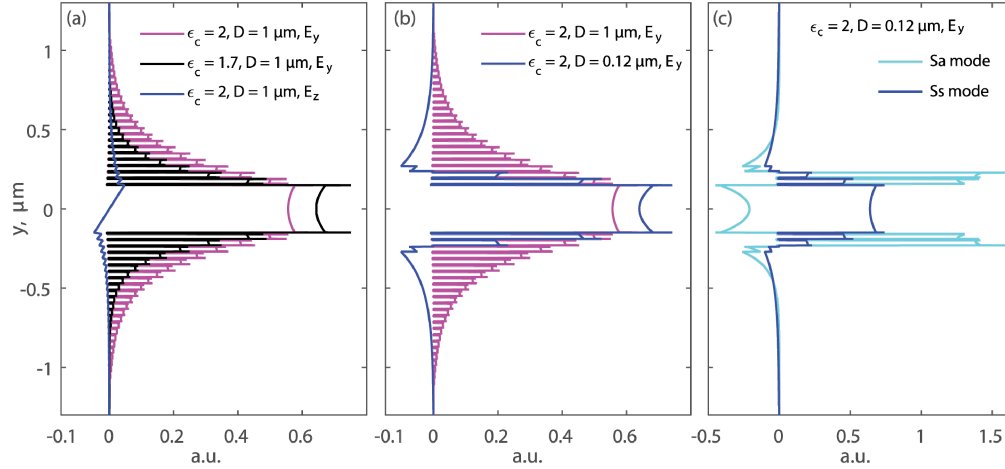 (a)
ϵc = 2, D = 1 μm, Ey
ϵc = 1.7, D = 1 μm, Ey
ϵc = 2, D = 1 μm, Ez
(b)
ϵc = 2, D = 1 μm, Ey
ϵc = 2, D = 0.12 μm, Ey
(c)
ϵc = 2, D = 0.12 μm, Ey
Sa mode
Ss mode
y, μm
1
0.5
0
-0.5
-1
-0.1 0 0.2 0.4 0.6
-0.1 0 0.2 0.4 0.6
-0.5 0 0.5 1 1.5
a.u.
a.u.
a.u.